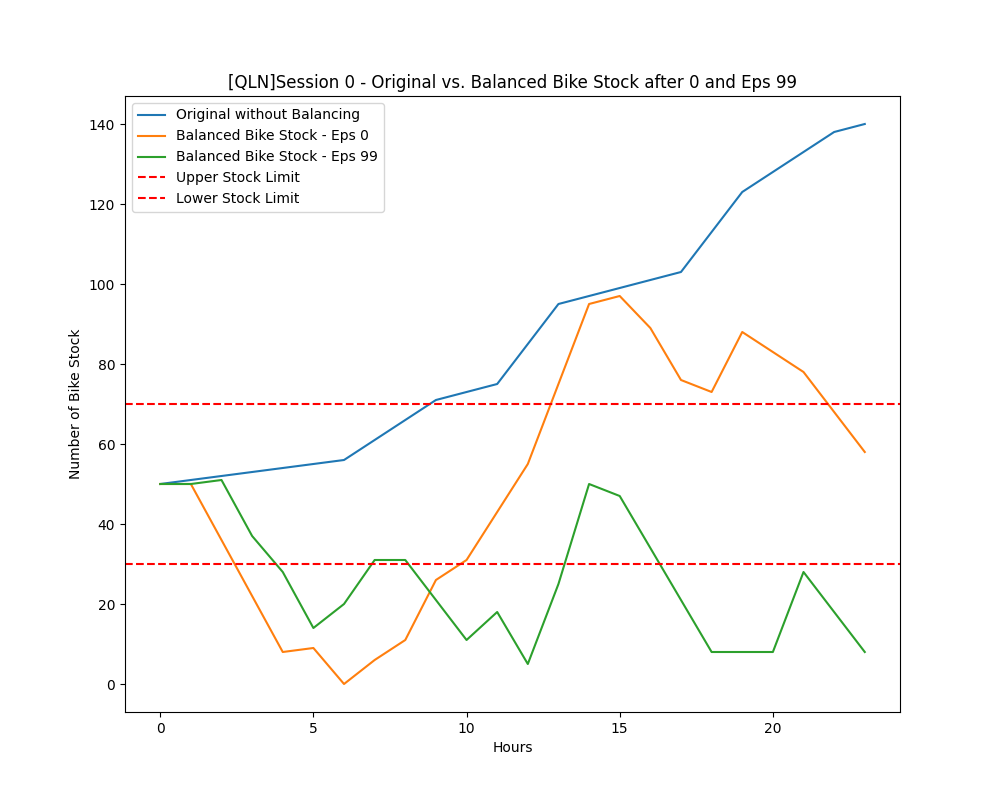 [QLN]Session 0 - Original vs. Balanced Bike Stock after 0 and Eps 99
Original without Balancing
Balanced Bike Stock - Eps 0
Balanced Bike Stock - Eps 99
Upper Stock Limit
Lower Stock Limit
140
120
100
80
60
40
20
0
Number of Bike Stock
0 5 10 15 20
Hours